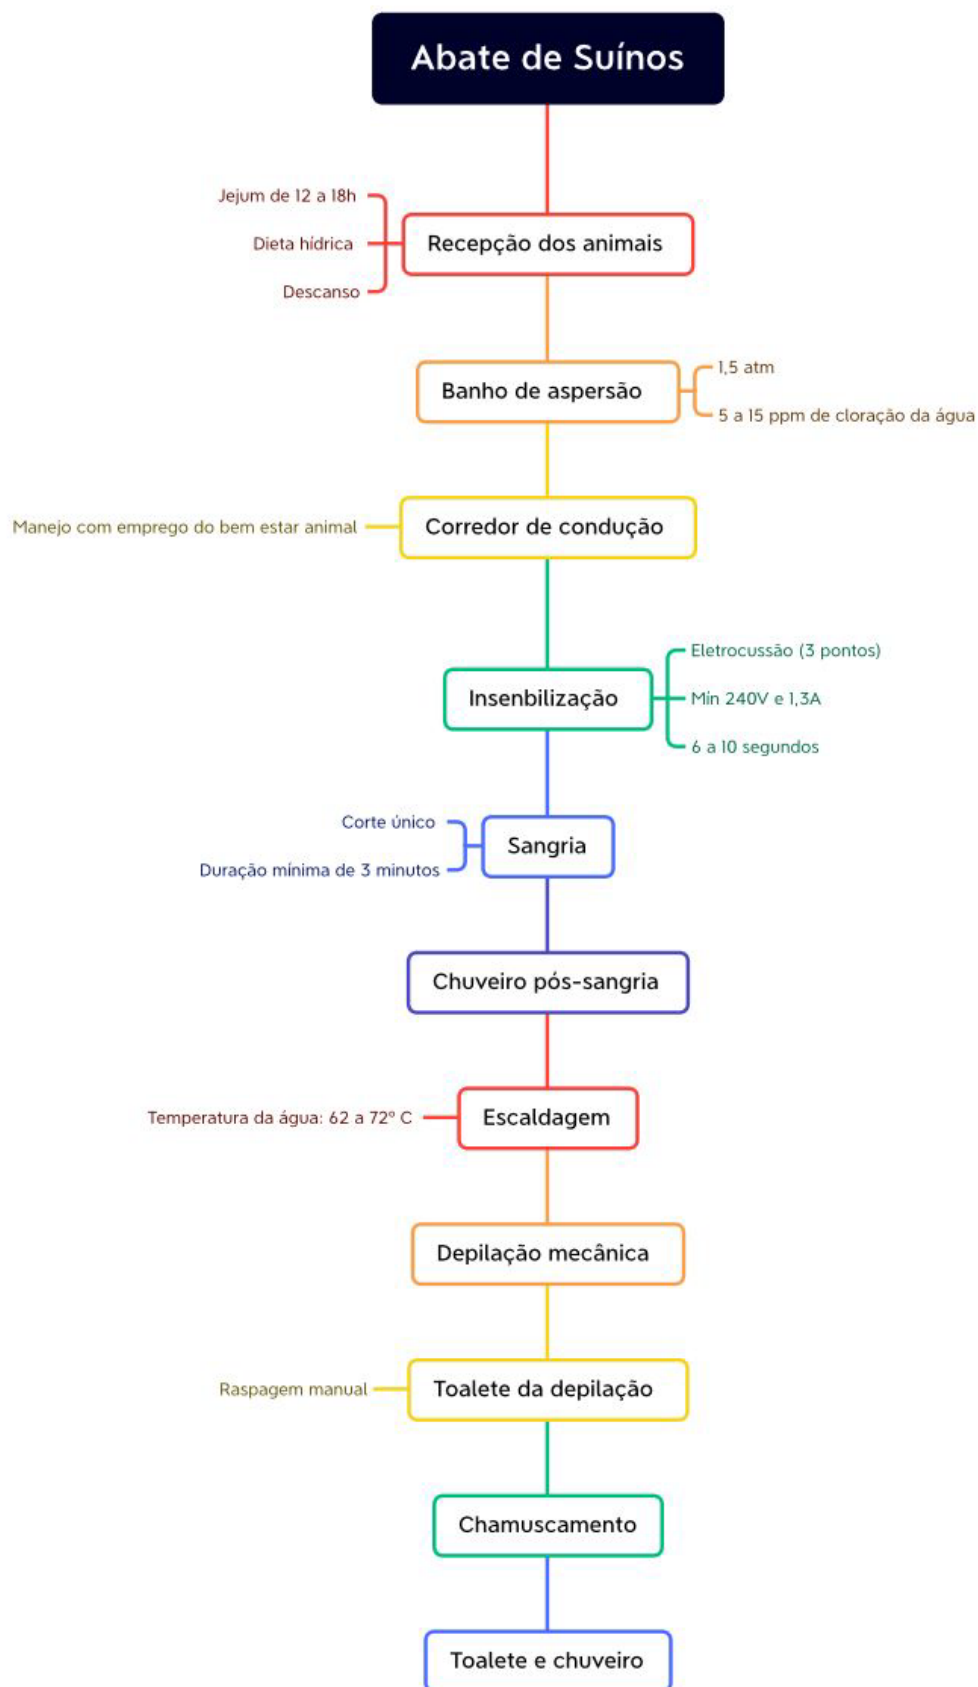 Abate de Suínos
Jejum de 12 a 18h
Dieta hídrica
Descanso
Recepção dos animais
Banho de aspersão
1,5 atm
5 a 15 ppm de cloração da água
Manejo com emprego do bem estar animal
Corredor de condução
Insenbilização
Eletrocussão (3 pontos)
Mín 240V e 1,3A
6 a 10 segundos
Corte único
Duração mínima de 3 minutos
Sangria
Chuveiro pós-sangria
Temperatura da água: 62 a 72º C
Escaldagem
Depilação mecânica
Raspagem manual
Toalete da depilação
Chamuscamento
Toalete e chuveiro